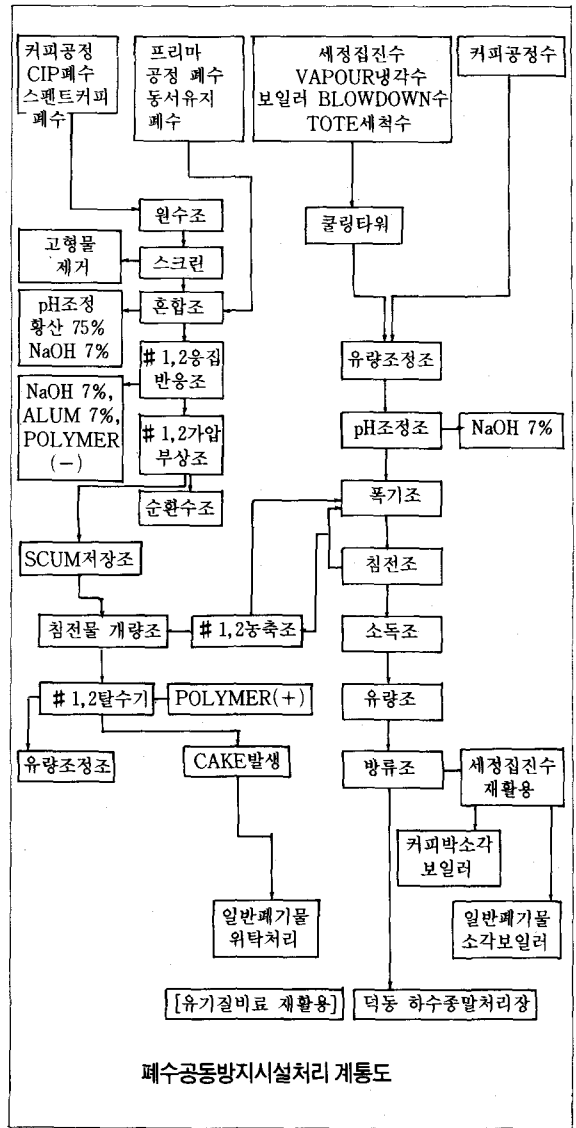 커피공정
CIP폐수
스펜트커피
폐수
프리마
공정 폐수
동서유지
폐수
세정집진수
VAPOUR냉각수
보일러 BLOWDOWN수
TOTE세척수
커피공정수
원수조
쿨링타워
고형물
제거
스크린
pH조정
황산 75%
NaOH 7%
혼합조
유량조정조
#1,2응집
반응조
NaOH 7%,
ALUM 7%,
POLYMER
(-)
#1,2가압
부상조
pH조정조
NaOH 7%
순환수조
폭기조
SCUM저장조
침전조
침전물 개량조
#1,2농축조
소독조
#1,2탈수기
POLYMER(+)
유량조
유량조정조
CAKE발생
방류조
세정집진수
재활용
커피박소각
보일러
일반폐기물
위탁처리
일반폐기물
소각보일러
[유기질비료 재활용]
덕동 하수종말처리장
폐수공동방지시설처리 계통도